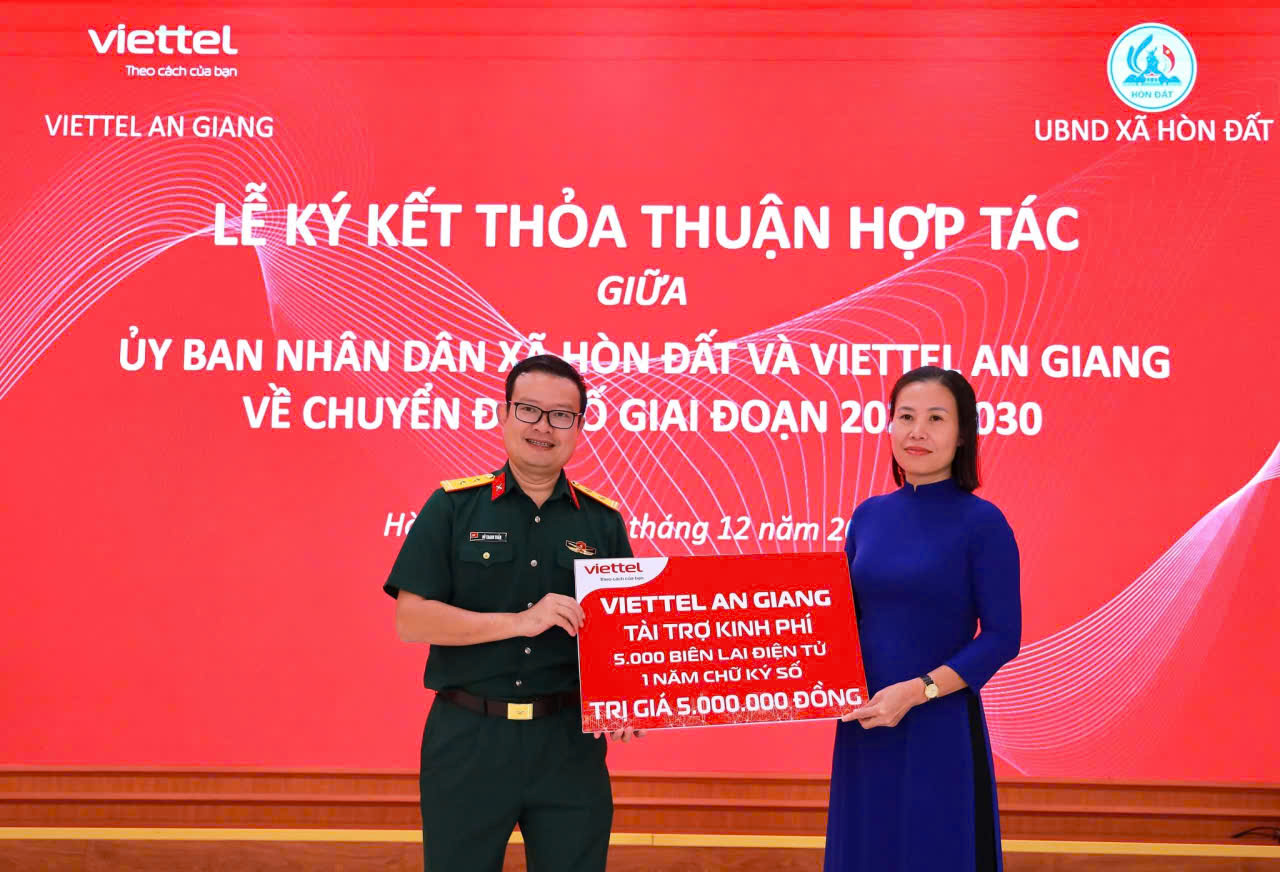 viettel
Theo cách của bạn
VIETTEL AN GIANG
HÒN ĐẤT
UBND XÃ HÒN ĐẤT
LỄ KÝ KẾT THỎA THUẬN HỢP TÁC
GIỮA
ỦY BAN NHÂN DÂN XÃ HÒN ĐẤT VÀ VIETTEL AN GIANG
VỀ CHUYỂN GIAI ĐOẠN
tháng 12 năm
viettel
Theo cách của bạn
VIETTEL AN GIANG
TÀI TRỢ KINH PHÍ
5.000 BIÊN LAI ĐIỆN TỬ
1 NĂM CHỮ KÝ SỐ
TRỊ GIÁ 5.000.000 ĐỒNG